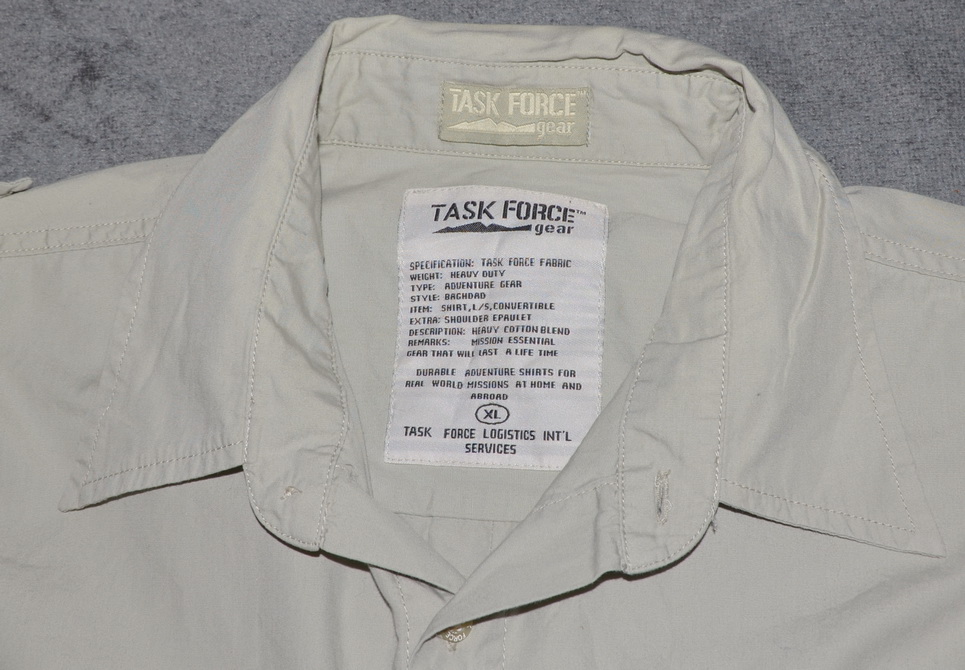 TASK FORCE™
gear
TASK FORCE™
gear
SPECIFICATION: TASK FORCE FABRIC
WEIGHT: HEAVY DUTY
TYPE: ADVENTURE GEAR
STYLE: BAGHDAD
ITEM: SHIRT,L/S,CONVERTIBLE
EXTRA: SHOULDER EPAULET
DESCRIPTION: HEAVY COTTON BLEND
REMARKS: MISSION ESSENTIAL
GEAR THAT WILL LAST A LIFE TIME
DURABLE ADVENTURE SHIRTS FOR
REAL WORLD MISSIONS AT HOME AND
ABROAD
XL
TASK FORCE LOGISTICS INT'L
SERVICES